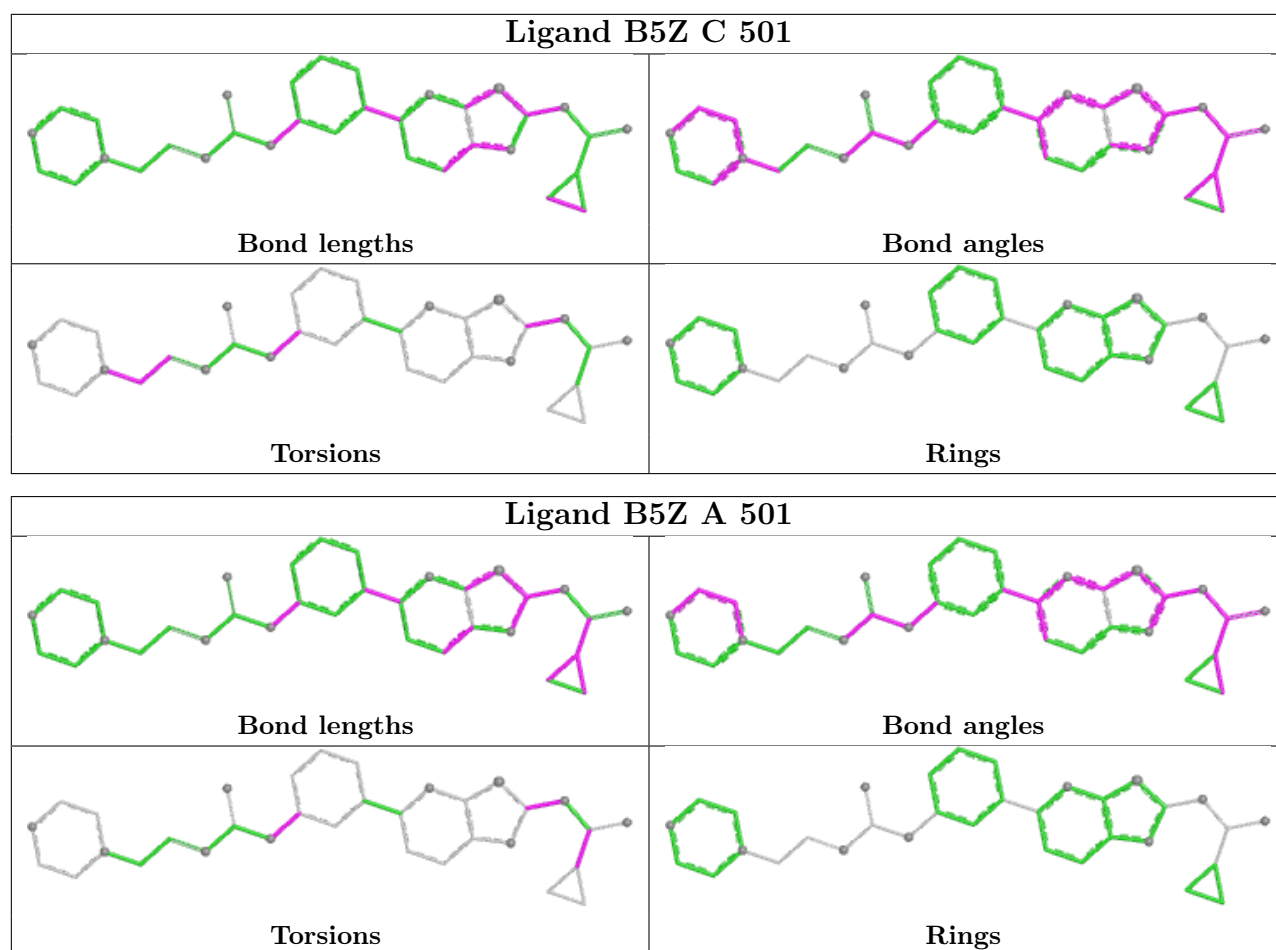 Ligand B5Z C 501
Bond lengths
Bond angles
Torsions
Rings
Ligand B5Z A 501
Bond lengths
Bond angles
Torsions
Rings